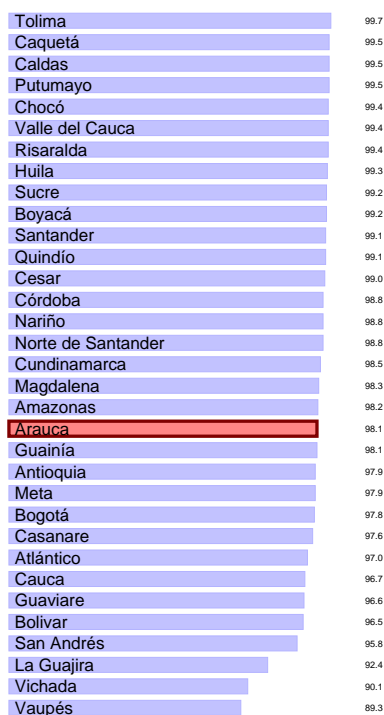 Tolima 99.7
Caquetá 99.5
Caldas 99.5
Putumayo 99.5
Chocó 99.4
Valle del Cauca 99.4
Risaralda 99.4
Huila 99.3
Sucre 99.2
Boyacá 99.2
Santander 99.1
Quindío 99.1
Cesar 99.0
Córdoba 98.8
Nariño 98.8
Norte de Santander 98.8
Cundinamarca 98.5
Magdalena 98.3
Amazonas 98.2
Arauca 98.1
Guainía 98.1
Antioquia 97.9
Meta 97.9
Bogotá 97.8
Casanare 97.6
Atlántico 97.0
Cauca 96.7
Guaviare 96.6
Bolivar 96.5
San Andrés 95.8
La Guajira 92.4
Vichada 90.1
Vaupés 89.3